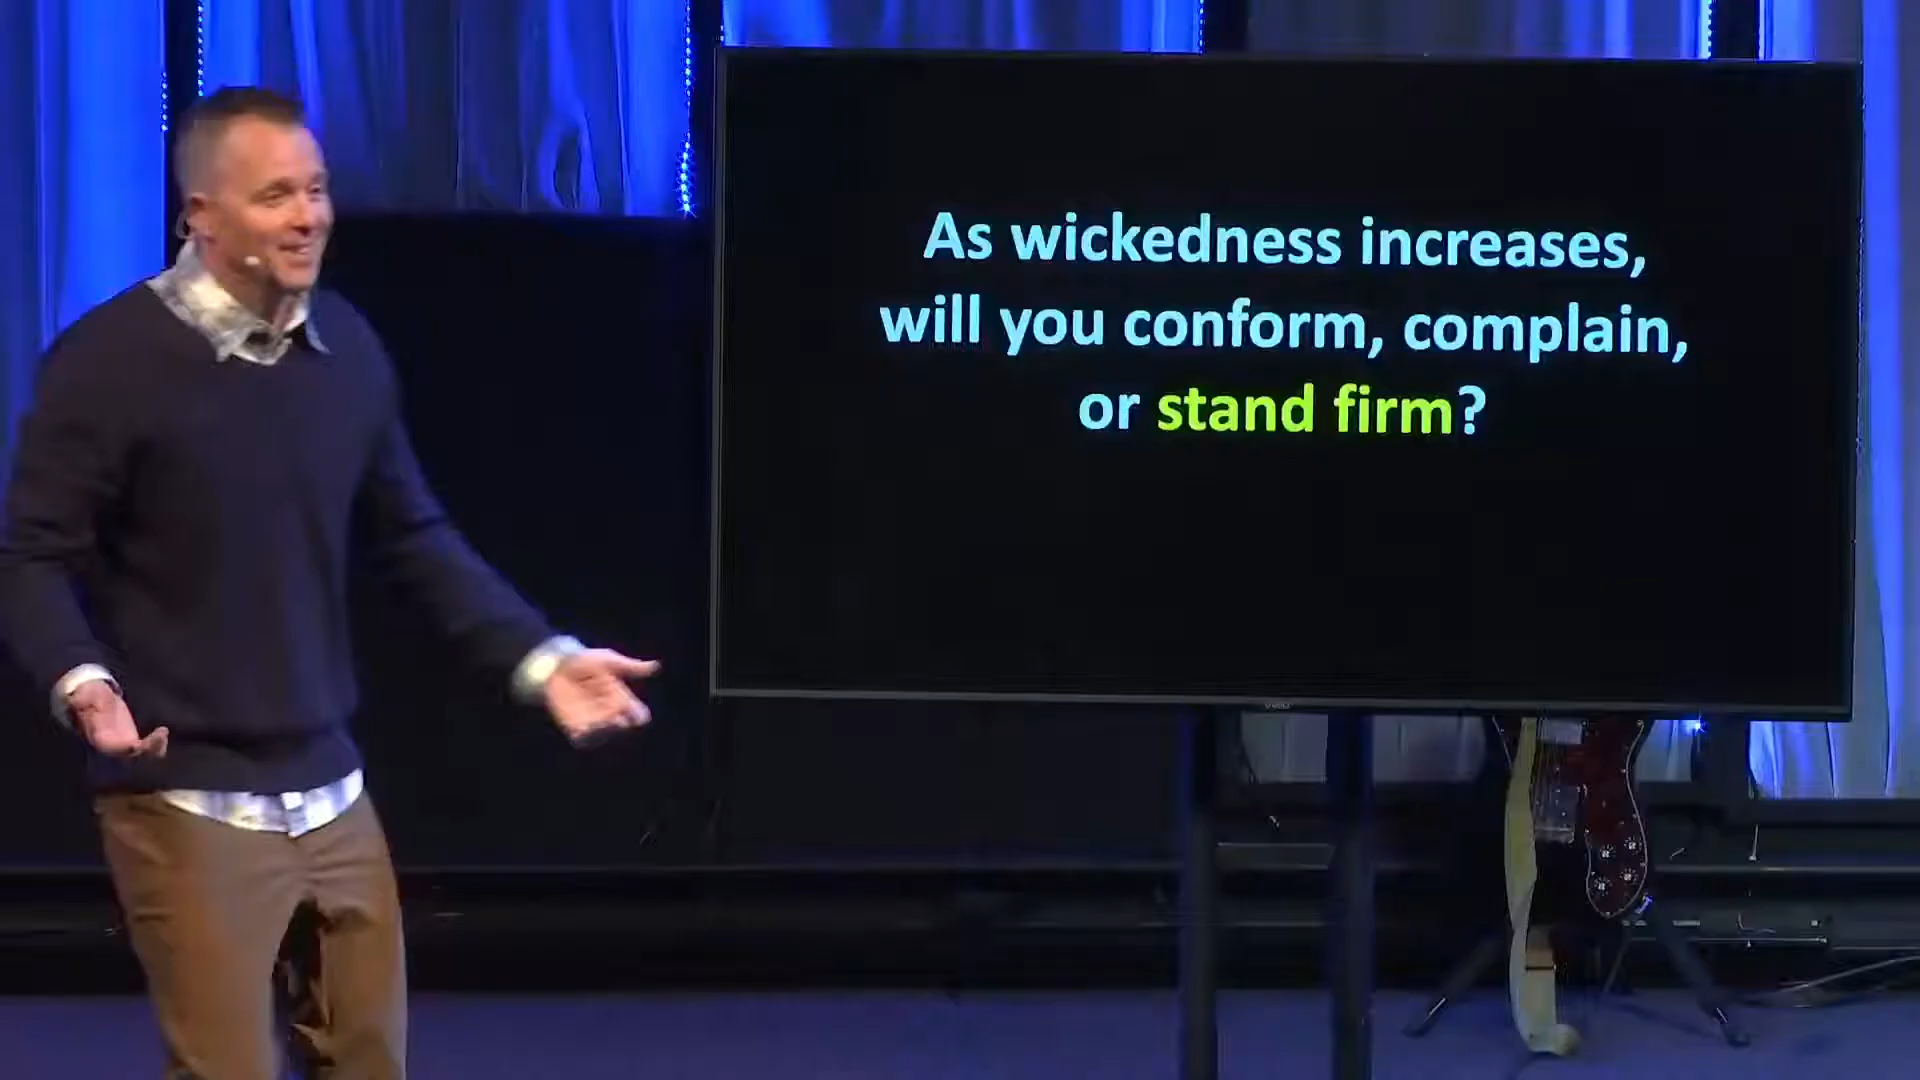 As wickedness increases,
will you conform, complain,
or stand firm?